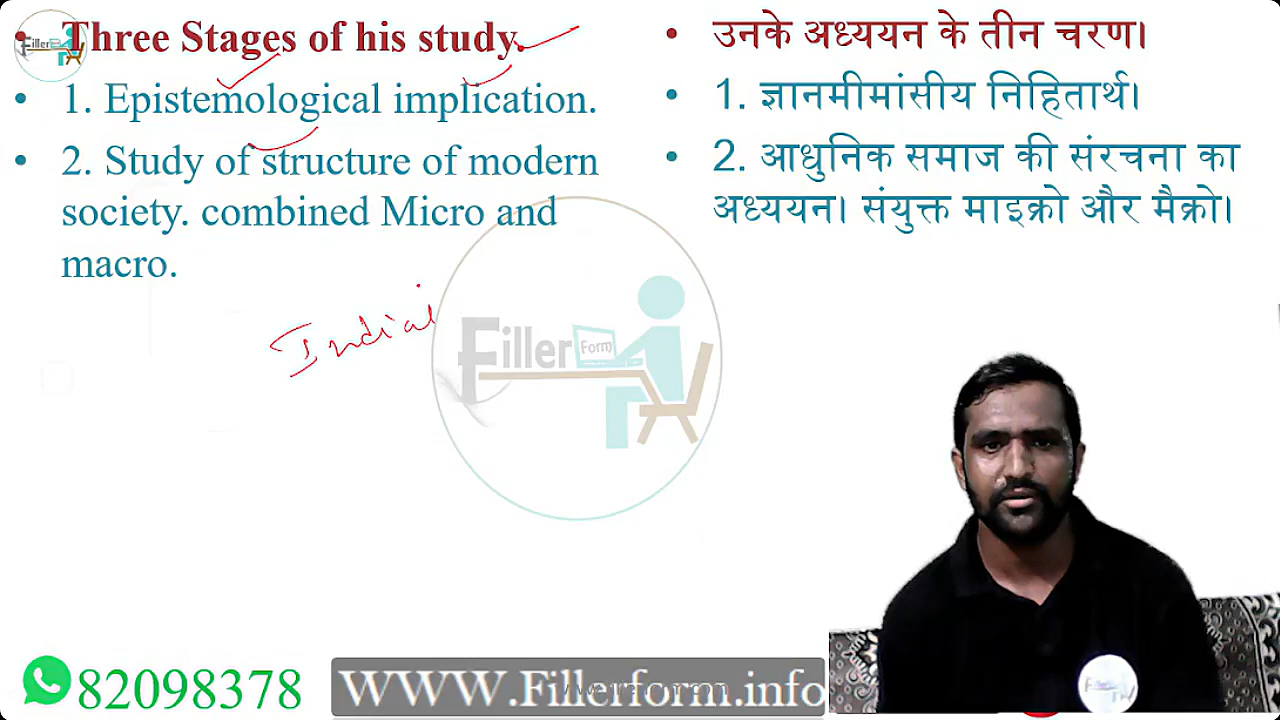 Three Stages of his study.
1. Epistemological implication.
2. Study of structure of modern
society. combined Micro and
macro.
उनके अध्ययन के तीन चरण।
1. ज्ञानमीमांसीय निहितार्थ।
2. आधुनिक समाज की संरचना का
अध्ययन। संयुक्त माइक्रो और मैक्रो।
Filler
Form
82098378
WWW.Fillerform.info